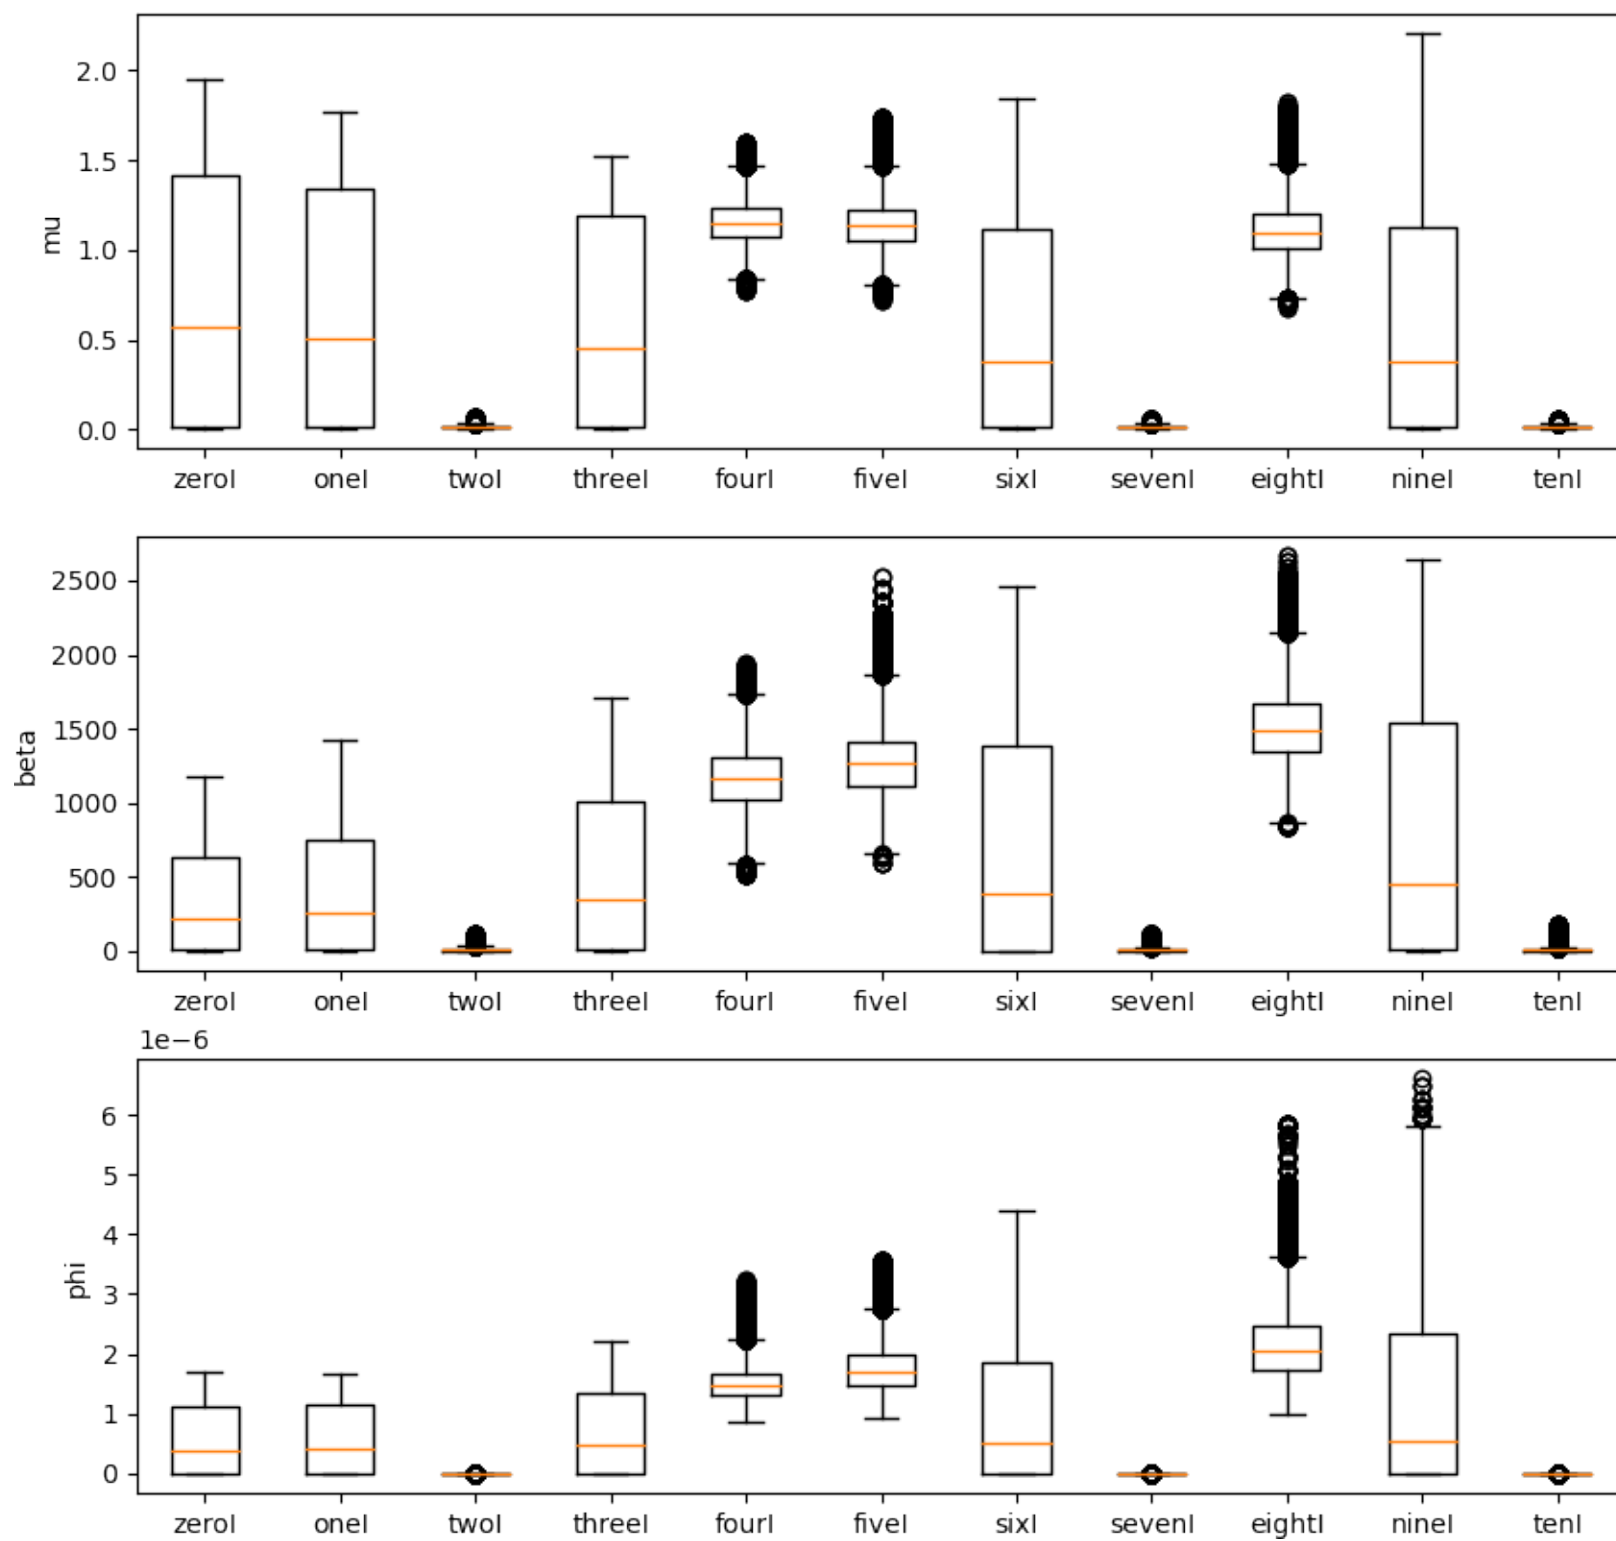 2.0
1.5
1.0
0.5
0.0
mu
zeroI oneI twoI threeI fourI fiveI sixI sevenI eightI nineI tenI
2500
2000
1500
1000
500
0
beta
zeroI oneI twoI threeI fourI fiveI sixI sevenI eightI nineI tenI
1e−6
6
5
4
3
2
1
0
phi
zeroI oneI twoI threeI fourI fiveI sixI sevenI eightI nineI tenI